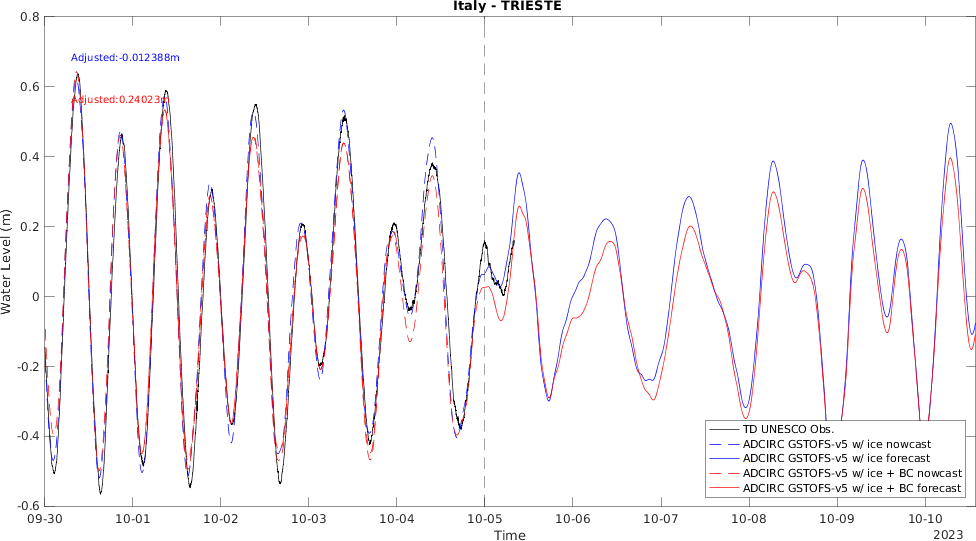 Italy - TRIESTE
0.8
0.6
0.4
0.2
0
-0.2
-0.4
-0.6
Water Level (m)
Adjusted:-0.012388m
Adjusted:0.24023m
TD UNESCO Obs.
ADCIRC GSTOFS-v5 w/ ice nowcast
ADCIRC GSTOFS-v5 w/ ice forecast
ADCIRC GSTOFS-v5 w/ ice + BC nowcast
ADCIRC GSTOFS-v5 w/ ice + BC forecast
09-30 10-01 10-02 10-03 10-04 10-05 10-06 10-07 10-08 10-09 10-10
Time
2023